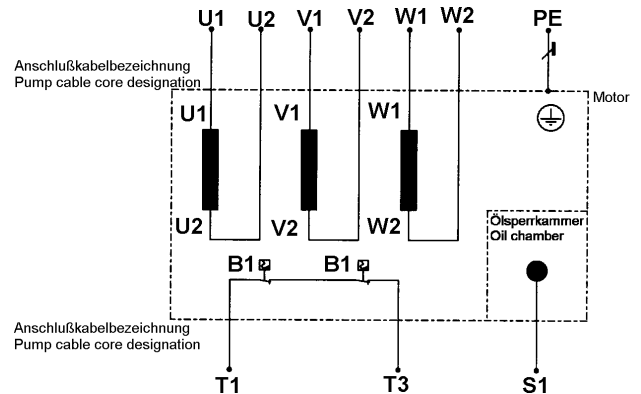 U1 U2 V1 V2 W1 W2 PE
Anschlußkabelbezeichnung
Pump cable core designation
Motor
U1 V1 W1
U2 V2 W2
Ölsperrkammer
Oil chamber
B1 B1
Anschlußkabelbezeichnung
Pump cable core designation
T1 T3 S1